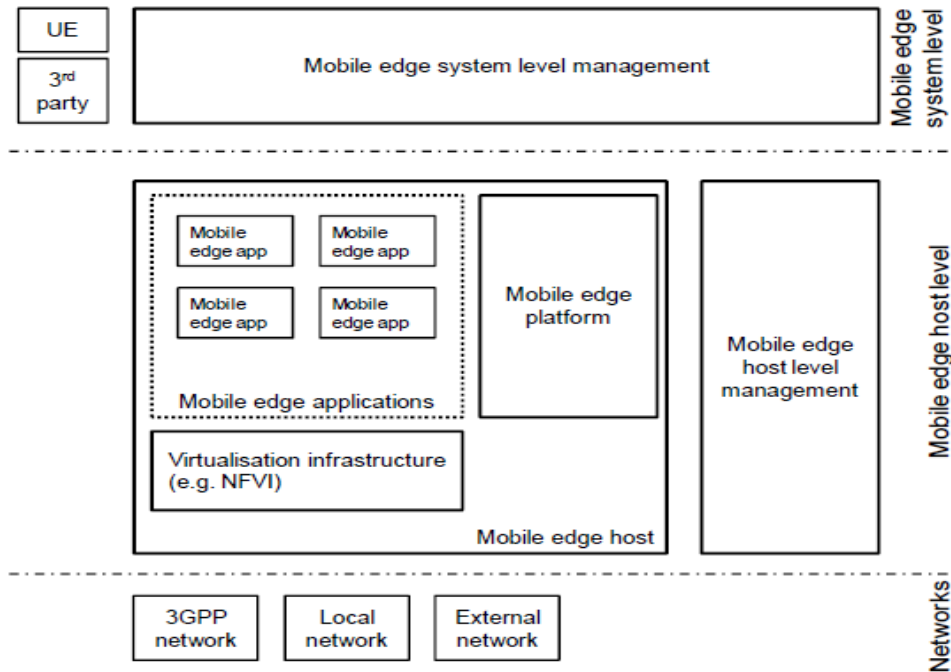 UE
3rd
party
Mobile edge system level management
Mobile edge
system level
Mobile
edge app
Mobile
edge app
Mobile
edge app
Mobile
edge app
Mobile edge applications
Mobile edge
platform
Virtualisation infrastructure
(e.g. NFVI)
Mobile edge host
Mobile edge
host level
management
Mobile edge host level
3GPP
network
Local
network
External
network
Networks